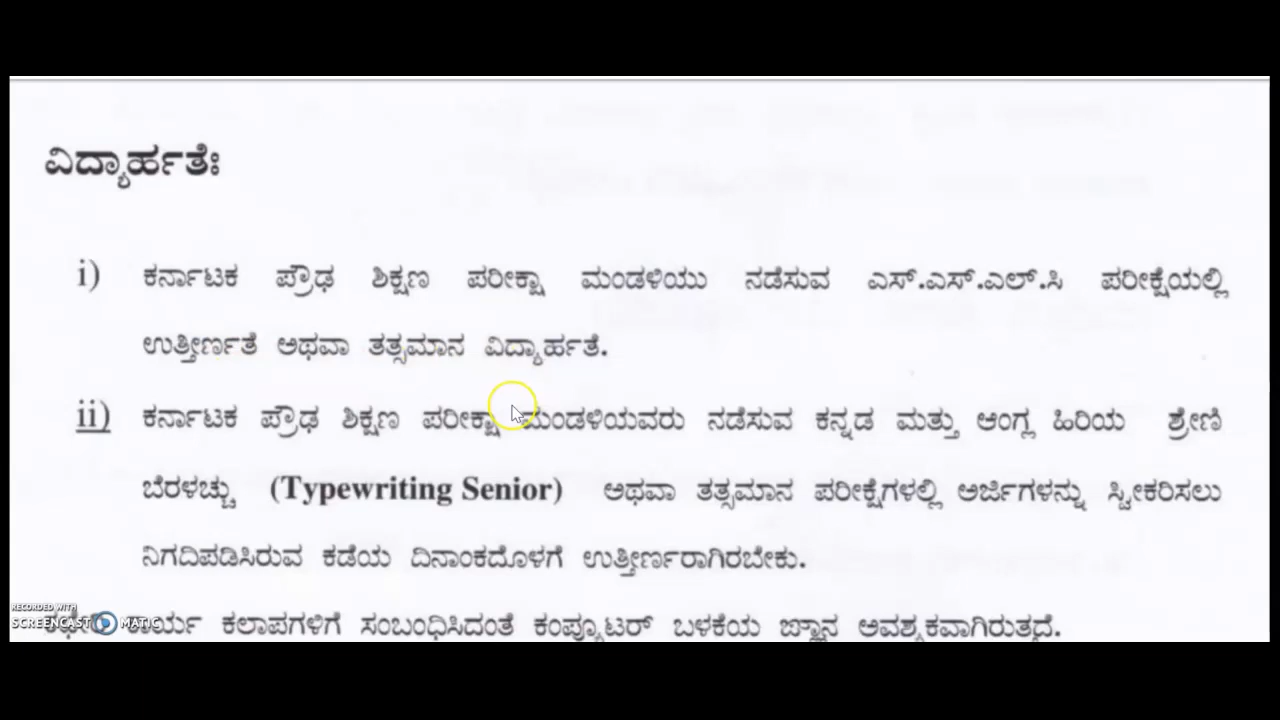 ವಿದ್ಯಾರ್ಹತೆಃ
i) ಕರ್ನಾಟಕ ಪ್ರೌಢ ಶಿಕ್ಷಣ ಪರೀಕ್ಷಾ ಮಂಡಳಿಯು ನಡೆಸುವ ಎಸ್.ಎಸ್.ಎಲ್.ಸಿ ಪರೀಕ್ಷೆಯಲ್ಲಿ
ಉತ್ತೀರ್ಣತೆ ಅಥವಾ ತತ್ಸಮಾನ ವಿದ್ಯಾರ್ಹತೆ.
ii) ಕರ್ನಾಟಕ ಪ್ರೌಢ ಶಿಕ್ಷಣ ಪರೀಕ್ಷಾ ಮಂಡಳಿಯವರು ನಡೆಸುವ ಕನ್ನಡ ಮತ್ತು ಆಂಗ್ಲ ಹಿರಿಯ ಶ್ರೇಣಿ
ಬೆರಳಚ್ಚು (Typewriting Senior) ಅಥವಾ ತತ್ಸಮಾನ ಪರೀಕ್ಷೆಗಳಲ್ಲಿ ಅರ್ಜಿಗಳನ್ನು ಸ್ವೀಕರಿಸಲು
ನಿಗದಿಪಡಿಸಿರುವ ಕಡೆಯ ದಿನಾಂಕದೊಳಗೆ ಉತ್ತೀರ್ಣರಾಗಿರಬೇಕು.
ಕಾರ್ಯ ಕಲಾಪಗಳಿಗೆ ಸಂಬಂಧಿಸಿದಂತೆ ಕಂಪ್ಯೂಟರ್ ಬಳಕೆಯ ಜ್ಞಾನ ಅವಶ್ಯಕವಾಗಿರುತ್ತದೆ.
RECORDED WITH
SCREENCAST MATIC